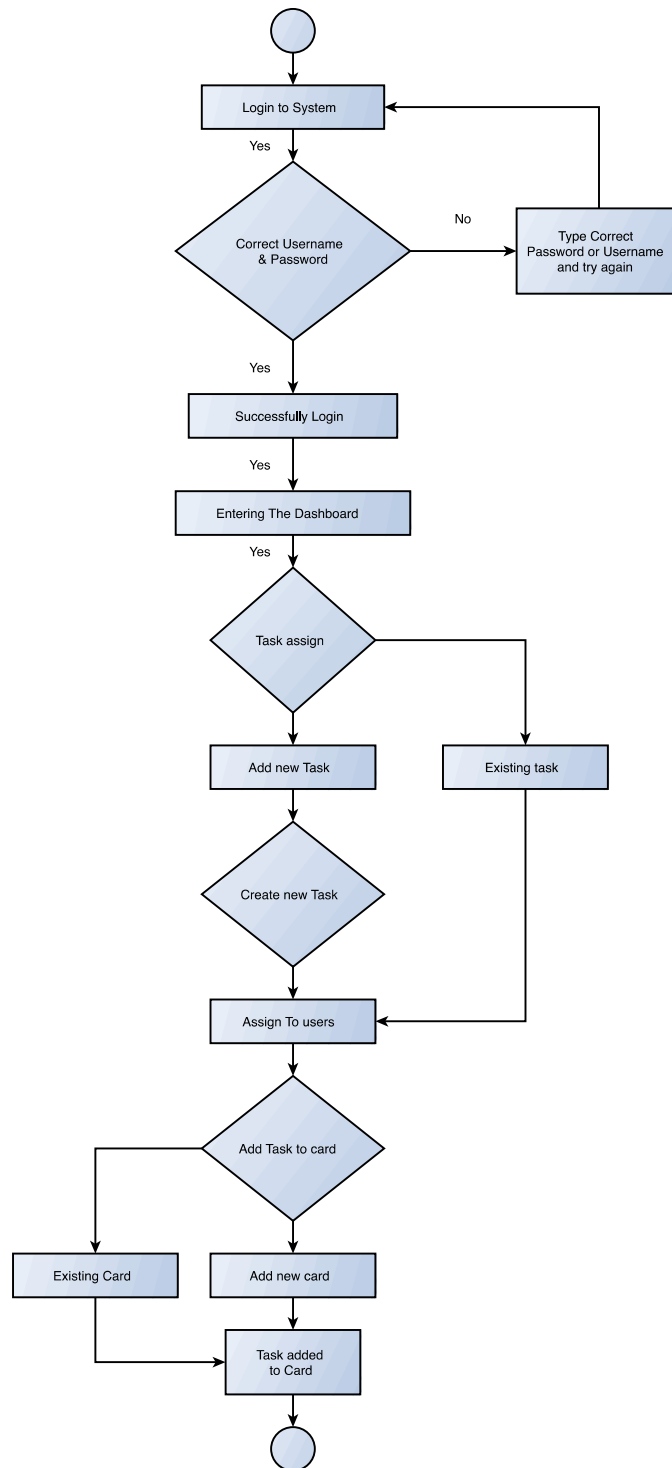 Login to System
Yes
Correct Username
& Password
No
Type Correct
Password or Username
and try again
Yes
Successfully Login
Yes
Entering The Dashboard
Yes
Task assign
Add new Task
Existing task
Create new Task
Assign To users
Add Task to card
Existing Card
Add new card
Task added
to Card